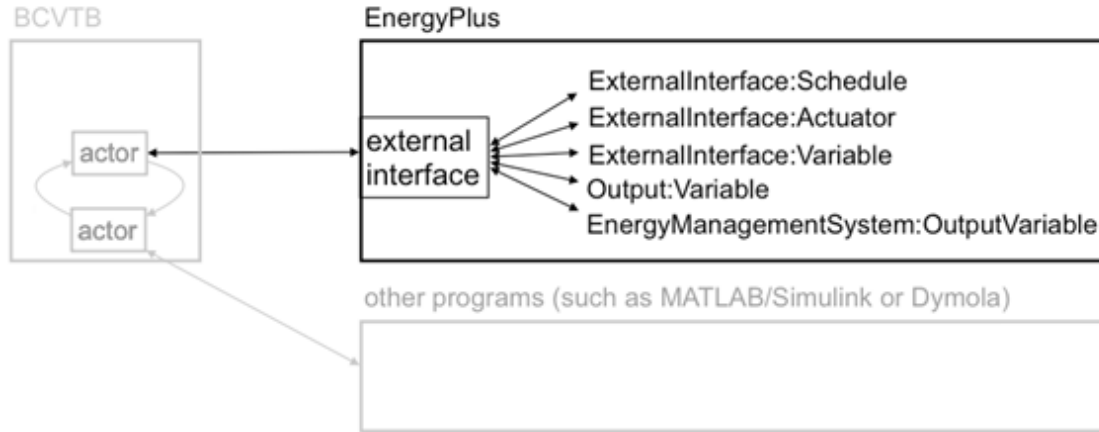 BCVTB
EnergyPlus
actor
actor
external
interface
ExternalInterface:Schedule
ExternalInterface:Actuator
ExternalInterface:Variable
Output:Variable
EnergyManagementSystem:OutputVariable
other programs (such as MATLAB/Simulink or Dymola)